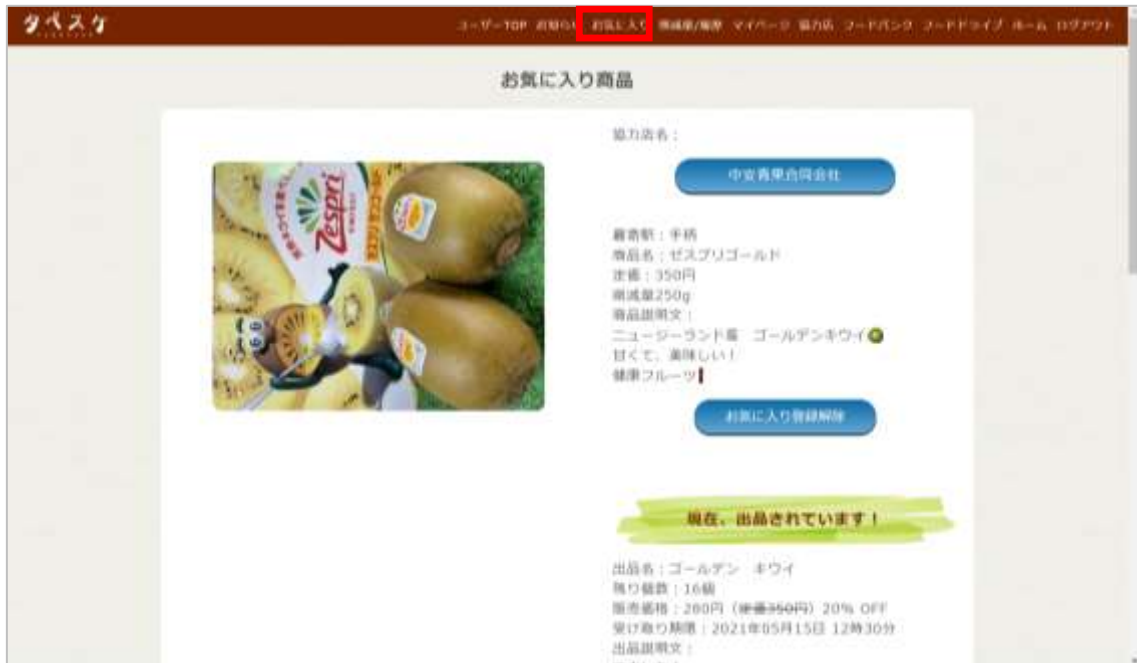 タベスケ
ユーザーTOP お知らせ お気に入り 削減量/履歴 マイページ 協力店 フードバンク フードドライブ ホーム ログアウト
お気に入り商品
協力店名：
中安青果合同会社
Zespri
ゼスプリ サンゴールド
最寄駅：手柄
商品名：ゼスプリゴールド
定価：350円
削減量250g
商品説明文：
ニュージーランド産　ゴールデンキウイ🥝
甘くて、美味しい！
健康フルーツ❗
お気に入り登録解除
現在、出品されています！
出品名：ゴールデン　キウイ
残り個数：16個
販売価格：280円（定価350円）20% OFF
受け取り期限：2021年05月15日 12時30分
出品説明文：